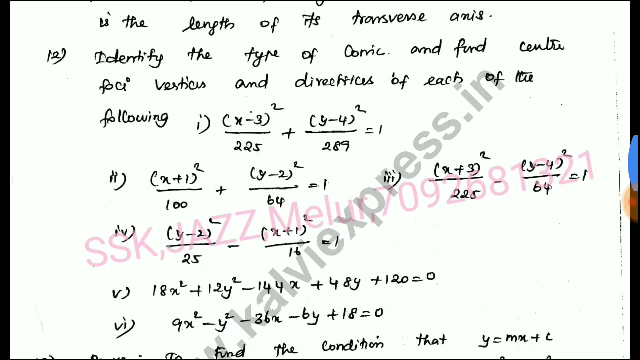 is the length of its transverse axis.
12) Identify the type of conic and find centre
foci vertices and directrices of each of the
following i) (x-3)²/225 + (y-4)²/289 = 1
ii) (x+1)²/100 + (y-2)²/64 = 1 iii) (x+3)²/225 - (y-4)²/64 = 1
SSK,JAZZ Melur 7092681321
iv) (y-2)²/25 - (x+1)²/16 = 1
v) 18x²+12y²-144x+48y+120=0
vi) 9x²-y²-36x-6y+18=0
To find the condition that y=mx+c
www.kalviexpress.in